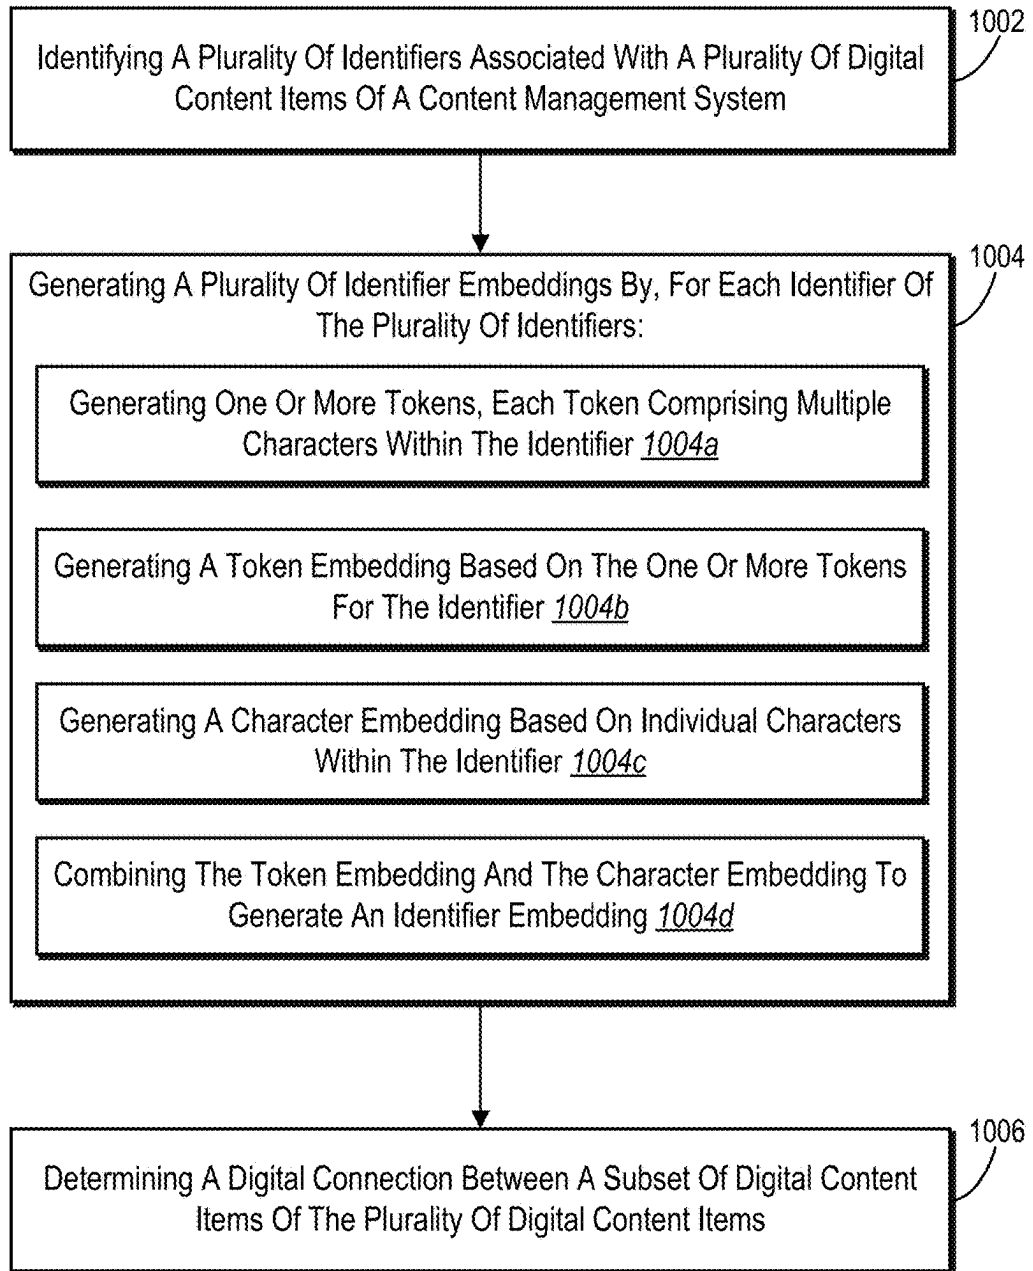 1002
Identifying A Plurality Of Identifiers Associated With A Plurality Of Digital
Content Items Of A Content Management System
1004
Generating A Plurality Of Identifier Embeddings By, For Each Identifier Of
The Plurality Of Identifiers:
Generating One Or More Tokens, Each Token Comprising Multiple
Characters Within The Identifier 1004a
Generating A Token Embedding Based On The One Or More Tokens
For The Identifier 1004b
Generating A Character Embedding Based On Individual Characters
Within The Identifier 1004c
Combining The Token Embedding And The Character Embedding To
Generate An Identifier Embedding 1004d
1006
Determining A Digital Connection Between A Subset Of Digital Content
Items Of The Plurality Of Digital Content Items